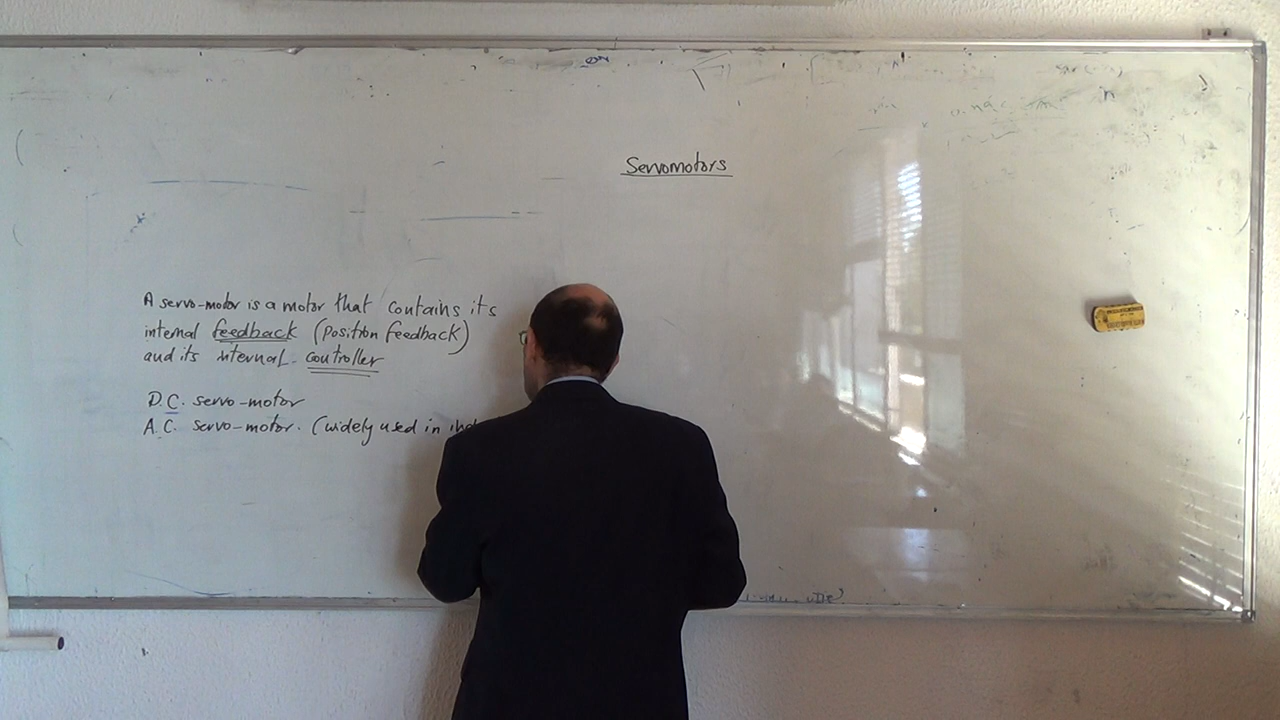 Servomotors
A servo-motor is a motor that contains its
internal feedback (position feedback)
and its internal controller
D.C. servo-motor
A.C. servo-motor. (widely used in